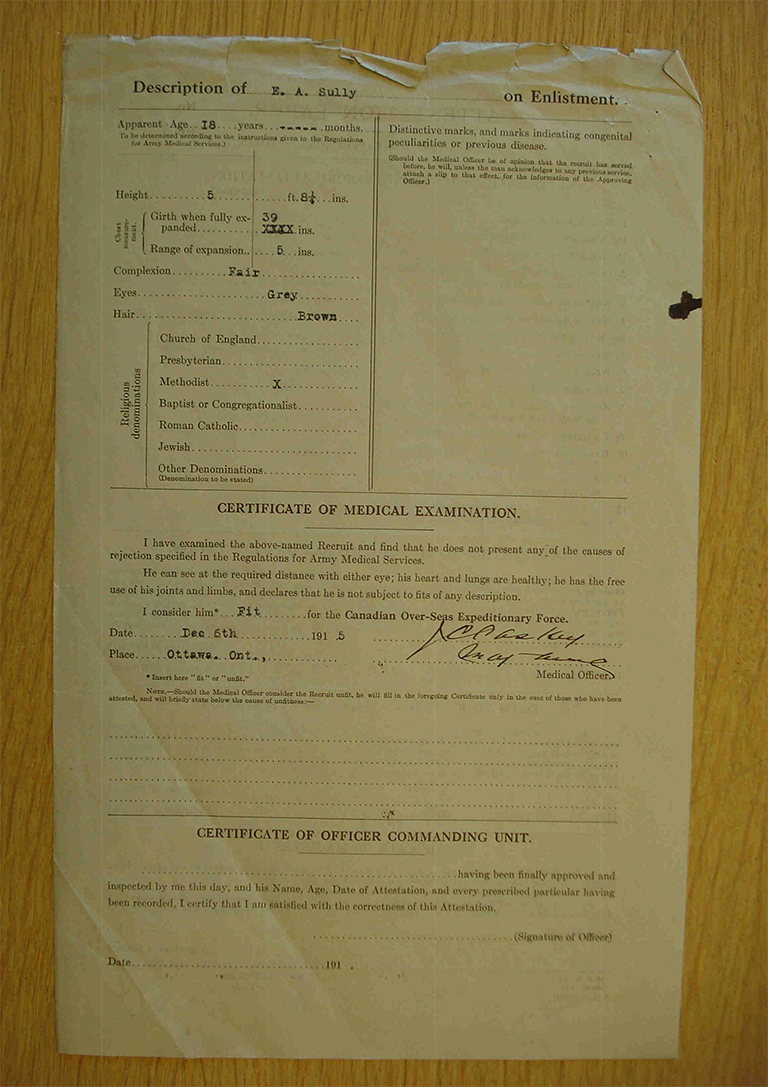 Description of E. A. Sully on Enlistment.
Apparent Age 18 years ----- months.
To be determined according to the instructions given in the Regulations
for Army Medical Services.)
Height 5 ft. 8½ ins.
Chest
measure-
ment.
Girth when fully ex-
panded 39 XXXX ins.
Range of expansion 5 ins.
Complexion Fair
Eyes Grey
Hair Brown
Religious
denominations
Church of England
Presbyterian
Methodist X
Baptist or Congregationalist
Roman Catholic
Jewish
Other Denominations
(Denomination to be stated)
Distinctive marks, and marks indicating congenital
peculiarities or previous disease.
(Should the Medical Officer be of opinion that the recruit has served
before, he will, unless the man acknowledges to any previous service,
attach a slip to that effect, for the information of the Approving
Officer.)
CERTIFICATE OF MEDICAL EXAMINATION.
I have examined the above-named Recruit and find that he does not present any of the causes of
rejection specified in the Regulations for Army Medical Services.
He can see at the required distance with either eye; his heart and lungs are healthy; he has the free
use of his joints and limbs, and declares that he is not subject to fits of any description.
I consider him* Fit for the Canadian Over-Seas Expeditionary Force.
Date Dec 6th 191 5
Place Ottawa Ont.,
Medical Officer.
* Insert here "fit" or "unfit."
NOTE.—Should the Medical Officer consider the Recruit unfit, he will fill in the foregoing Certificate only in the case of those who have been
attested, and will briefly state below the cause of unfitness:—
CERTIFICATE OF OFFICER COMMANDING UNIT.
having been finally approved and
inspected by me this day, and his Name, Age, Date of Attestation, and every prescribed particular having
been recorded, I certify that I am satisfied with the correctness of this Attestation.
(Signature of Officer)
Date 191 .